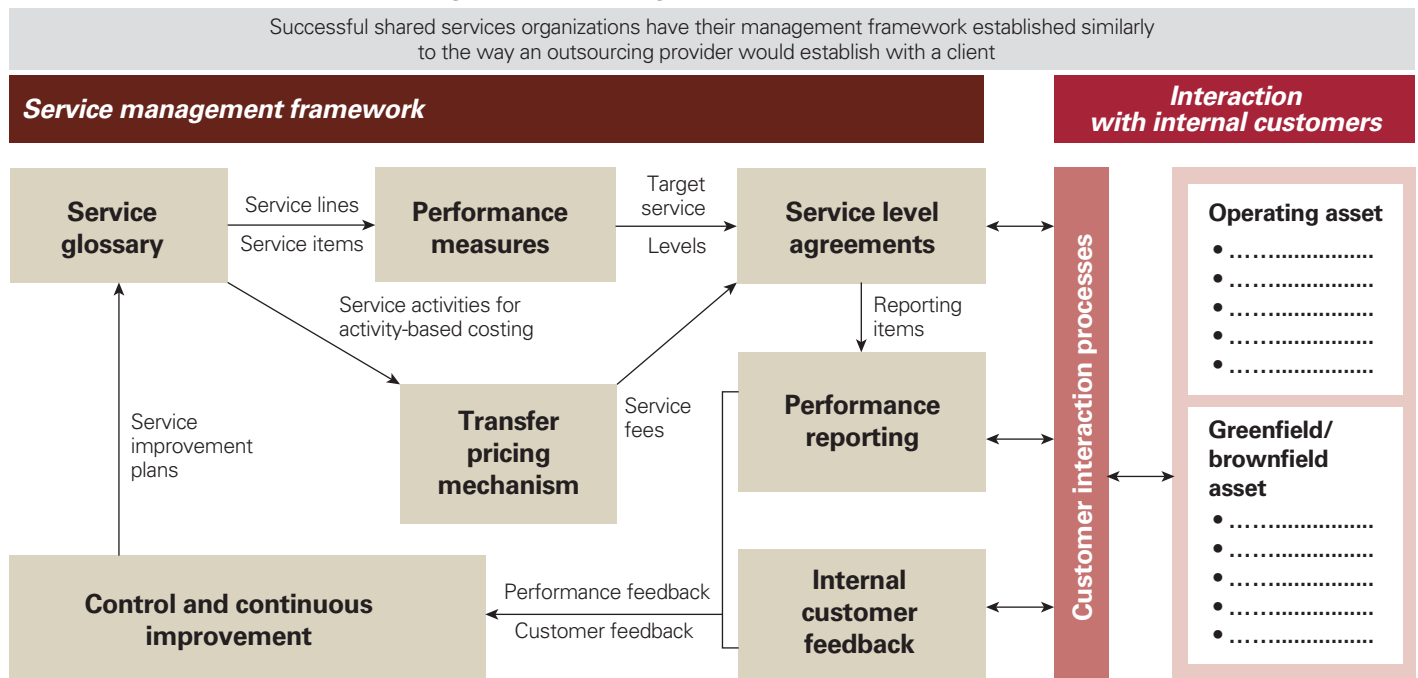 Successful shared services organizations have their management framework established similarly
to the way an outsourcing provider would establish with a client
Service management framework
Interaction
with internal customers
Service
glossary
Service lines
Service items
Performance
measures
Target
service
Levels
Service level
agreements
Service activities for
activity-based costing
Reporting
items
Service
improvement
plans
Transfer
pricing
mechanism
Service
fees
Performance
reporting
Control and continuous
improvement
Performance feedback
Customer feedback
Internal
customer
feedback
Customer interaction processes
Operating asset
• …….................
• …….................
• …….................
• …….................
• …….................
Greenfield/
brownfield
asset
• …….................
• …….................
• …….................
• …….................
• …….................